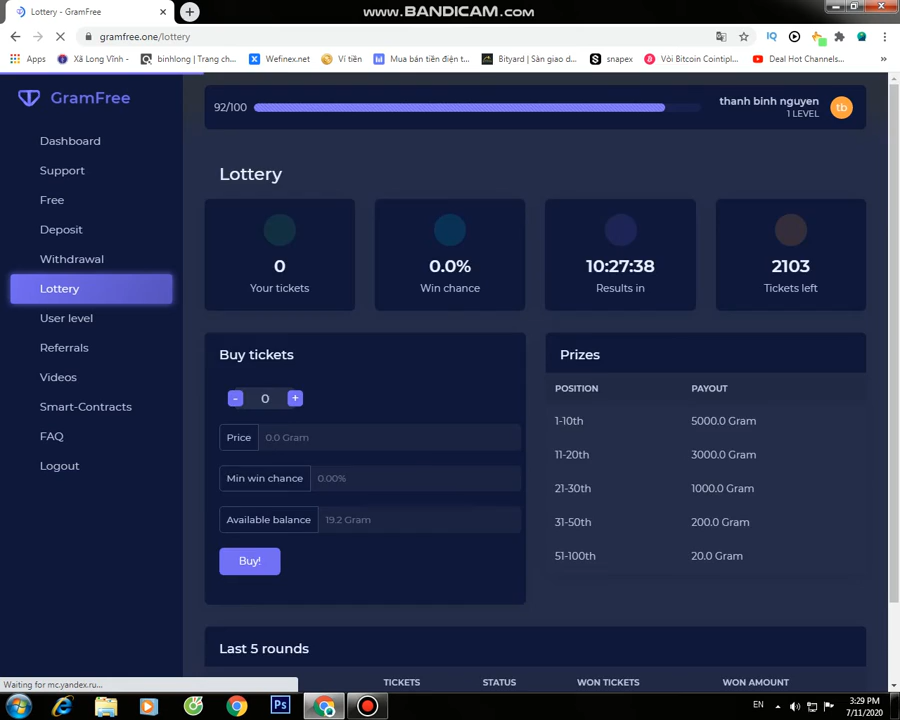 www.BANDICAM.com
Lottery - GramFree
gramfree.one/lottery
IQ
Apps
Xã Long Vĩnh -
binhlong | Trang ch...
Wefinex.net
Ví tiền
Mua bán tiền điện t...
Bityard | Sàn giao d...
snapex
Vòi Bitcoin Cointipl...
Deal Hot Channels...
»
GramFree
92/100
thanh binh nguyen
1 LEVEL
tb
Dashboard
Support
Free
Deposit
Withdrawal
Lottery
User level
Referrals
Videos
Smart-Contracts
FAQ
Logout
Lottery
0
Your tickets
0.0%
Win chance
10:27:38
Results in
2103
Tickets left
Buy tickets
- 0 +
Price 0.0 Gram
Min win chance 0.00%
Available balance 19.2 Gram
Buy!
Prizes
POSITION PAYOUT
1-10th 5000.0 Gram
11-20th 3000.0 Gram
21-30th 1000.0 Gram
31-50th 200.0 Gram
51-100th 20.0 Gram
Last 5 rounds
TICKETS STATUS WON TICKETS WON AMOUNT
Waiting for mc.yandex.ru...
Ps
EN
3:29 PM
7/11/2020